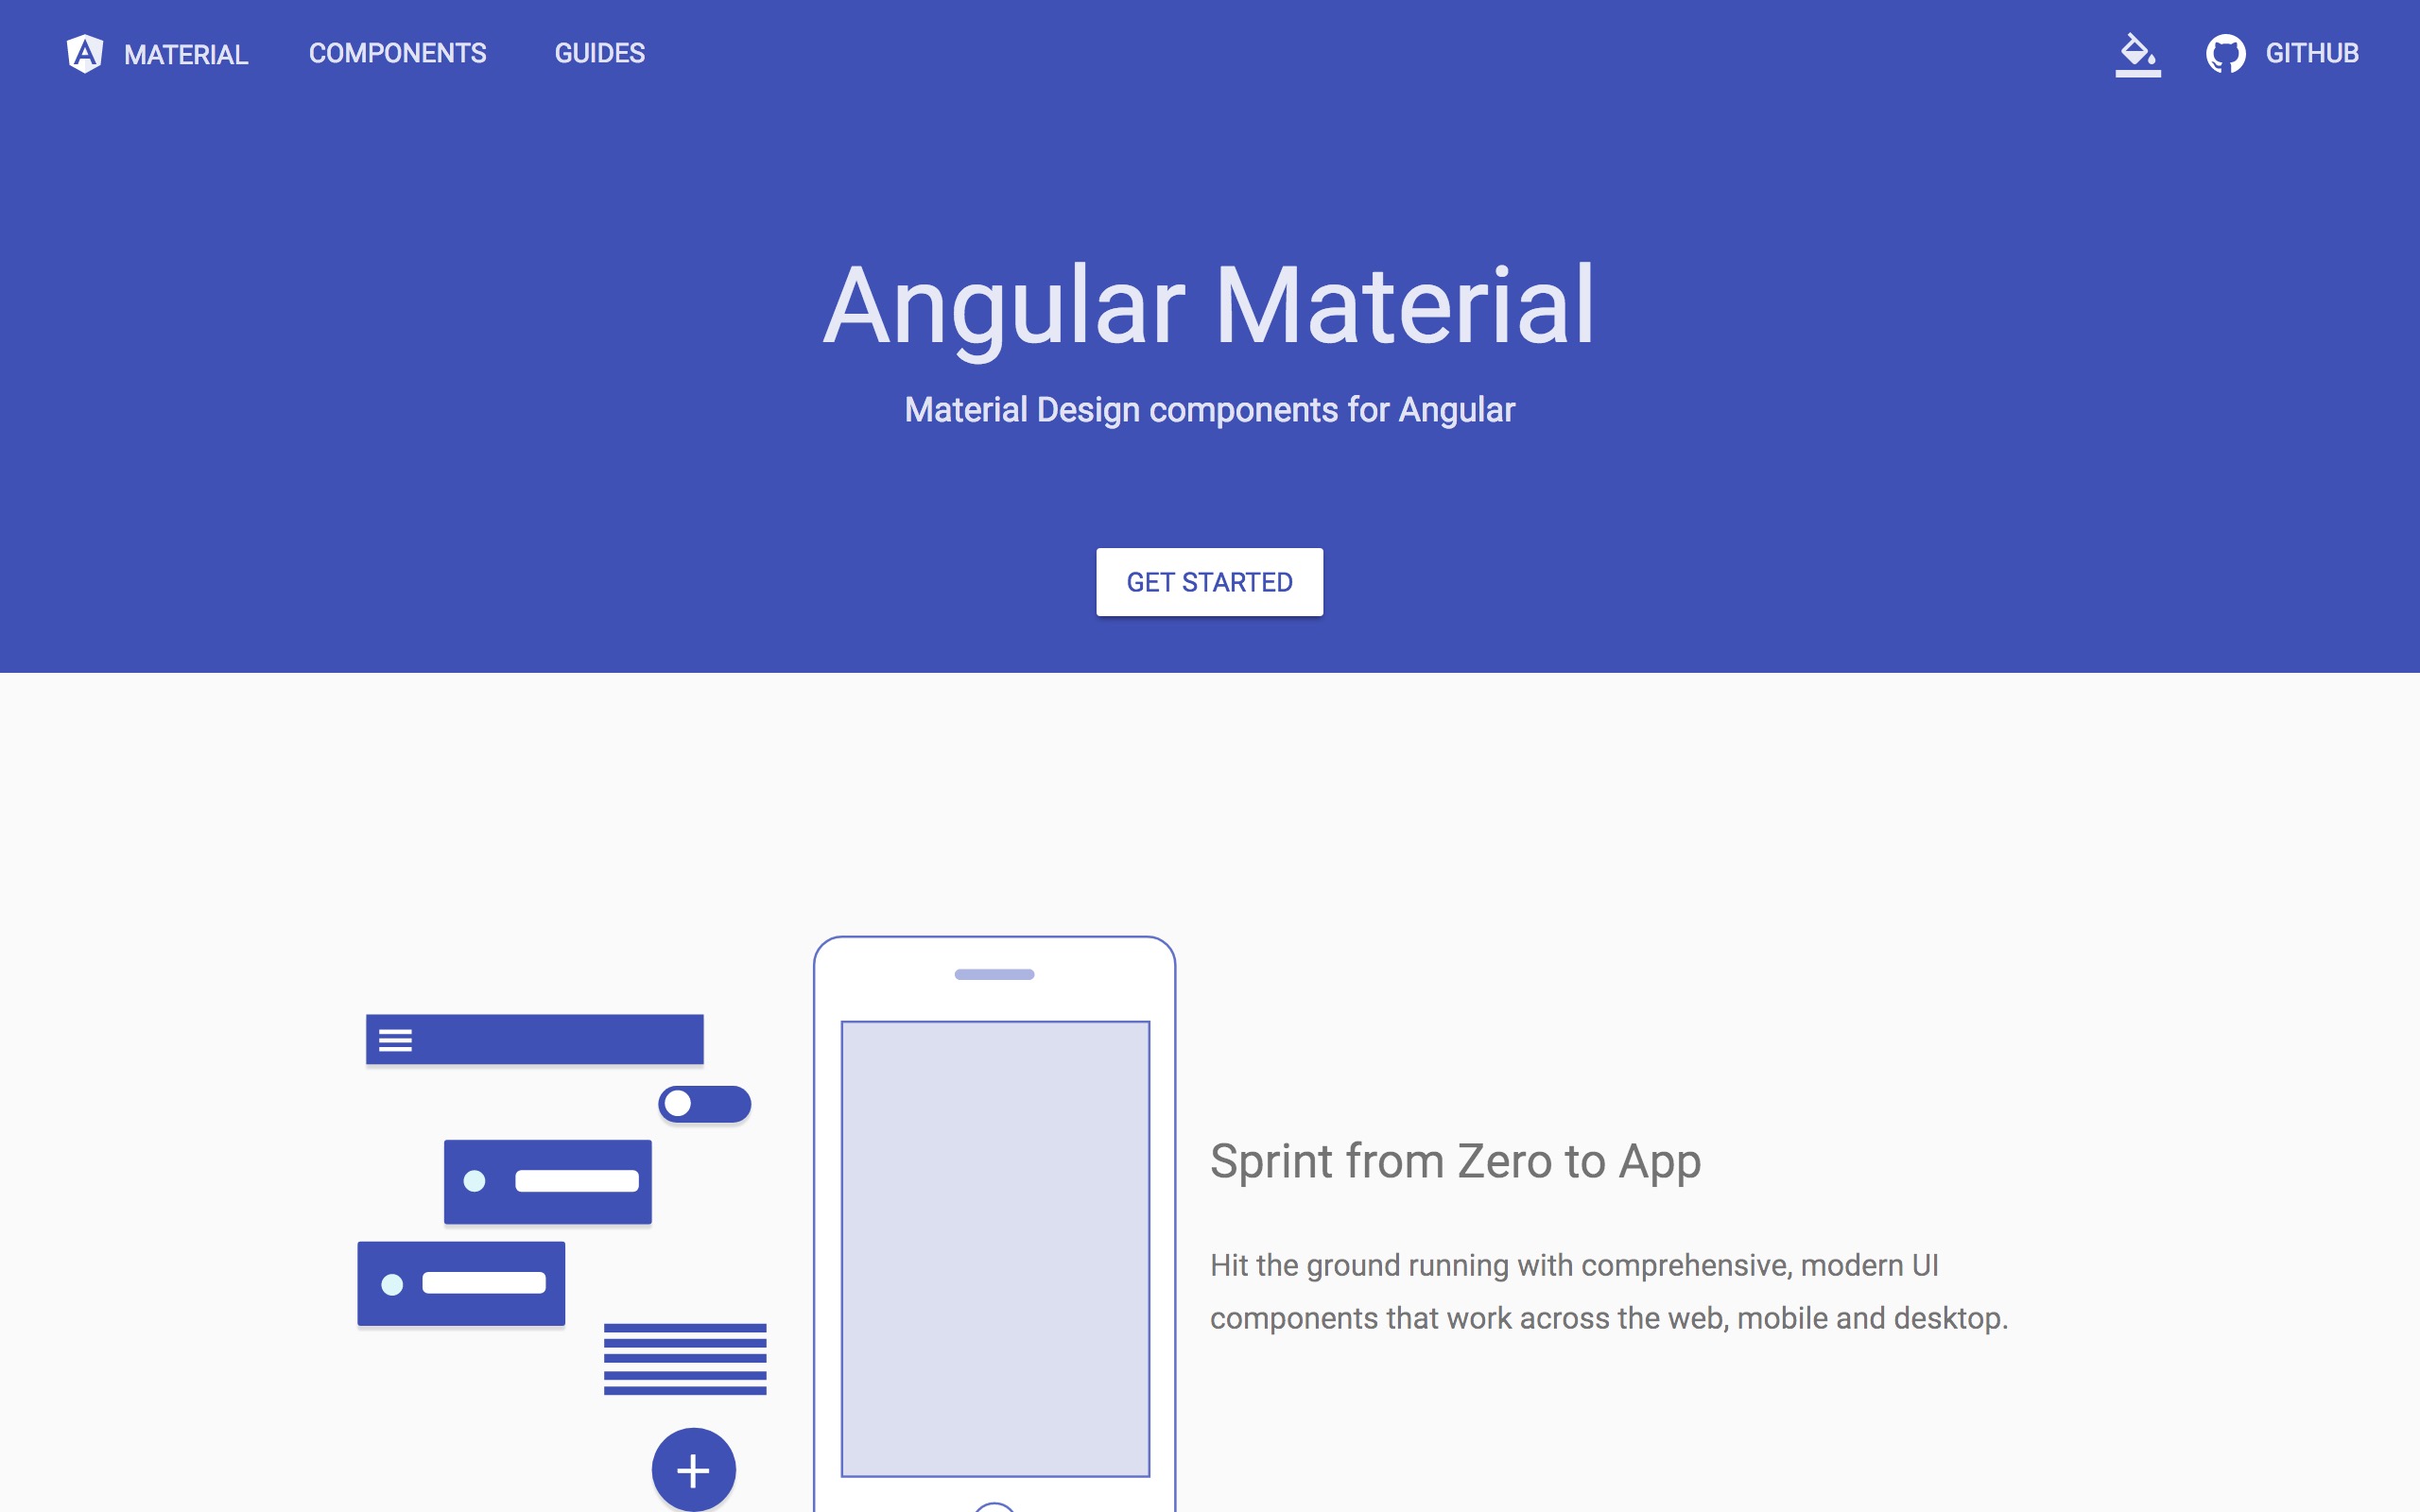 MATERIAL COMPONENTS GUIDES GITHUB
Angular Material
Material Design components for Angular
GET STARTED
Sprint from Zero to App
Hit the ground running with comprehensive, modern UI
components that work across the web, mobile and desktop.